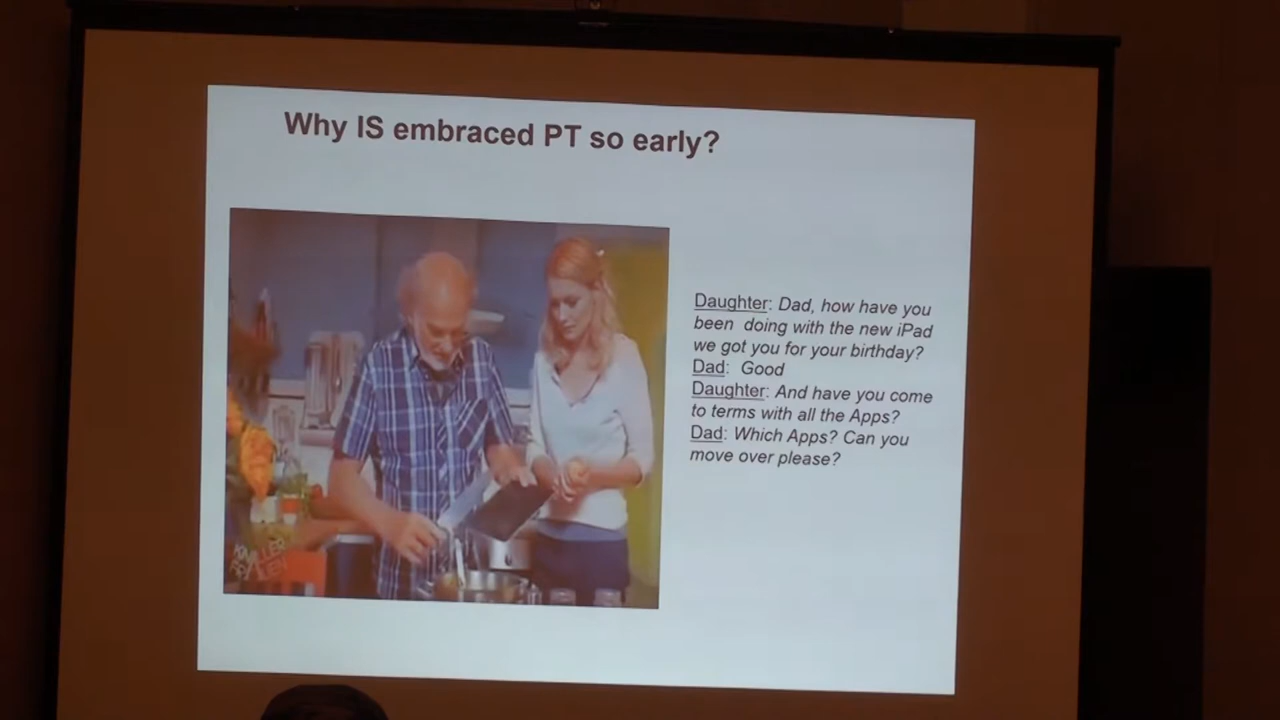 Why IS embraced PT so early?
Daughter: Dad, how have you
been doing with the new iPad
we got you for your birthday?
Dad: Good
Daughter: And have you come
to terms with all the Apps?
Dad: Which Apps? Can you
move over please?
KNALLER
FRAUEN